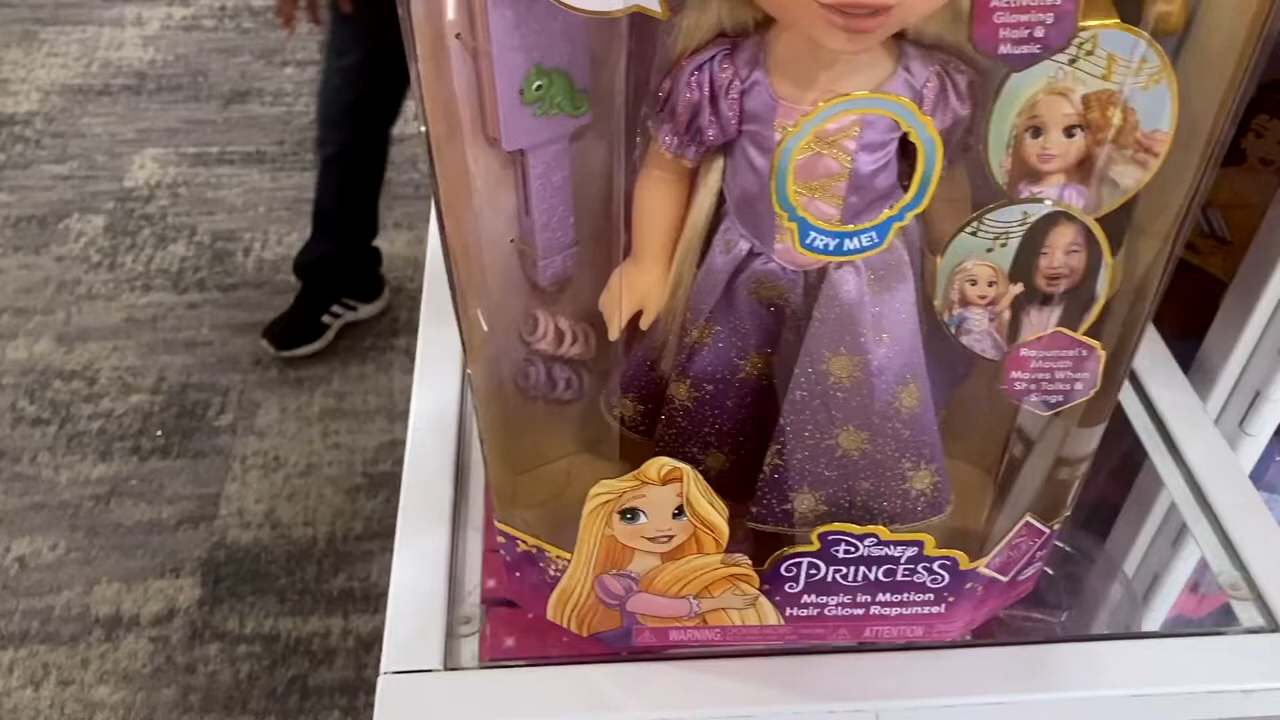 Activates
Glowing
Hair &
Music
TRY ME!
Rapunzel's
Mouth
Moves When
She Talks &
Sings
Disney
PRINCESS
Magic in Motion
Hair Glow Rapunzel
WARNING:
ATTENTION